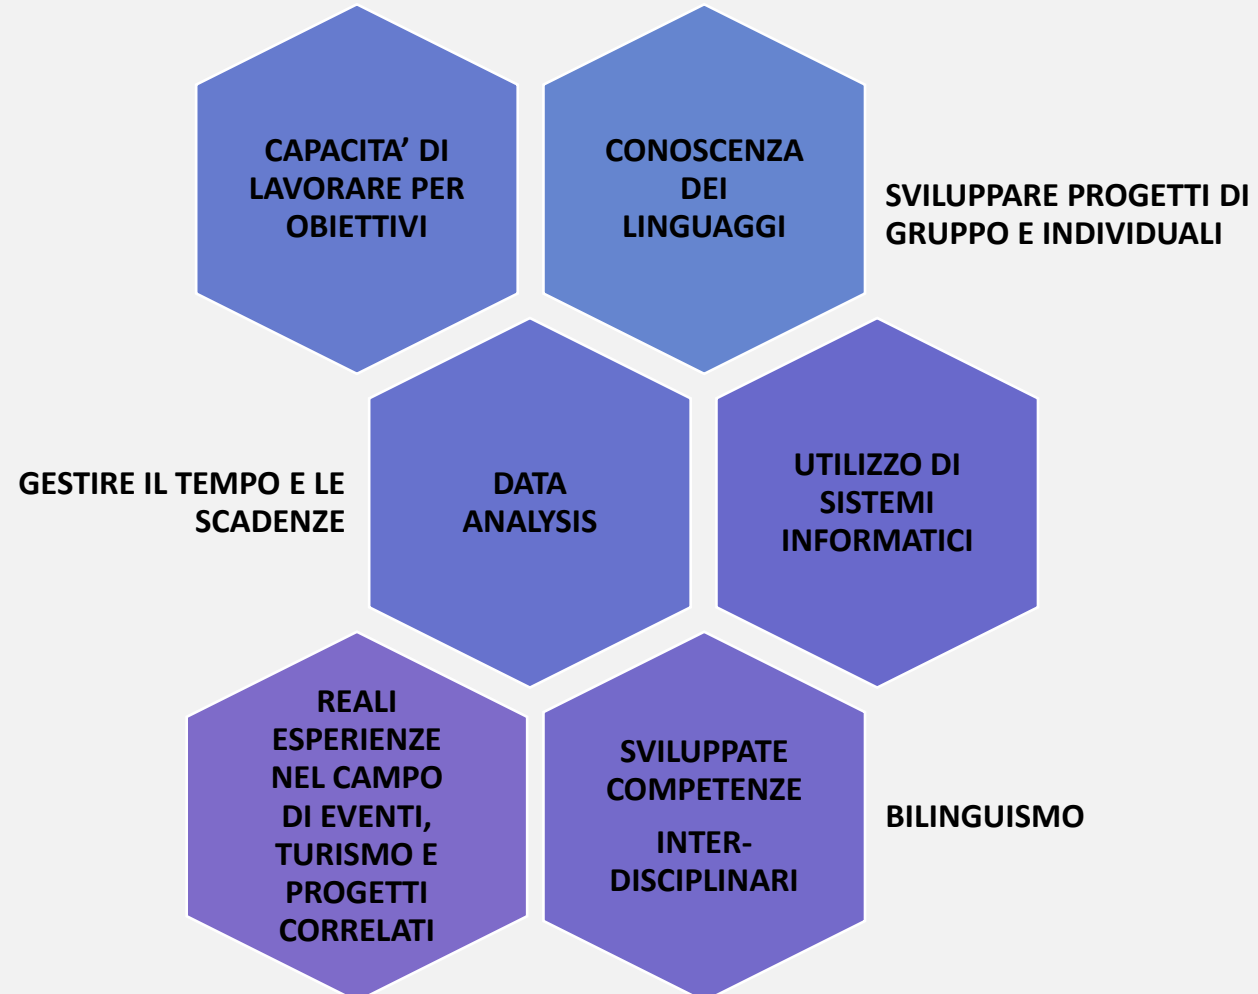 CAPACITA’ DI
LAVORARE PER
OBIETTIVI
CONOSCENZA
DEI
LINGUAGGI
SVILUPPARE PROGETTI DI
GRUPPO E INDIVIDUALI
GESTIRE IL TEMPO E LE
SCADENZE
DATA
ANALYSIS
UTILIZZO DI
SISTEMI
INFORMATICI
REALI
ESPERIENZE
NEL CAMPO
DI EVENTI,
TURISMO E
PROGETTI
CORRELATI
SVILUPPATE
COMPETENZE
INTER-
DISCIPLINARI
BILINGUISMO